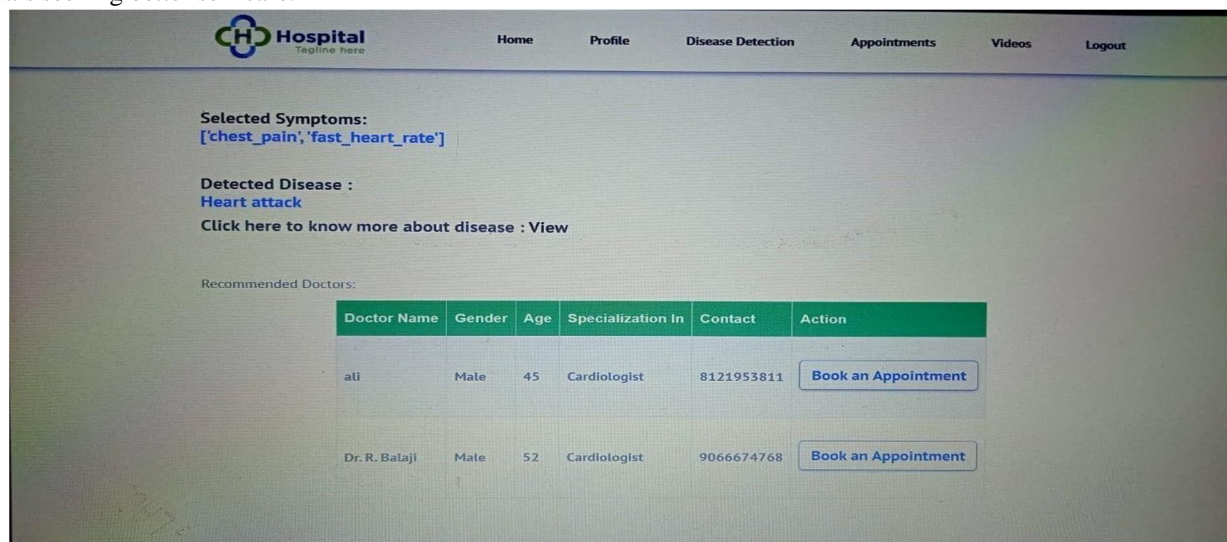 CHD Hospital
Tagline here
Home Profile Disease Detection Appointments Videos Logout
Selected Symptoms:
['chest_pain', 'fast_heart_rate']
Detected Disease :
Heart attack
Click here to know more about disease : View
Recommended Doctors:
Doctor Name Gender Age Specialization In Contact Action
ali Male 45 Cardiologist 8121953811 Book an Appointment
Dr. R. Balaji Male 52 Cardiologist 9066674768 Book an Appointment